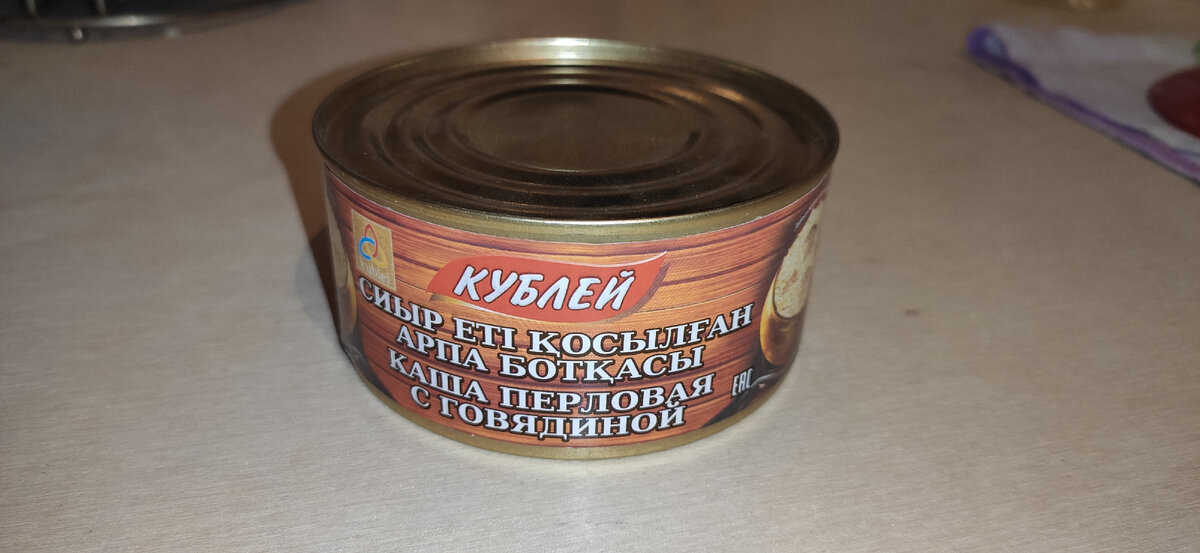 КУБЛЕЙ
СИЫР ЕТІ ҚОСЫЛҒАН
АРПА БОТҚАСЫ
КАША ПЕРЛОВАЯ
С ГОВЯДИНОЙ
EAC